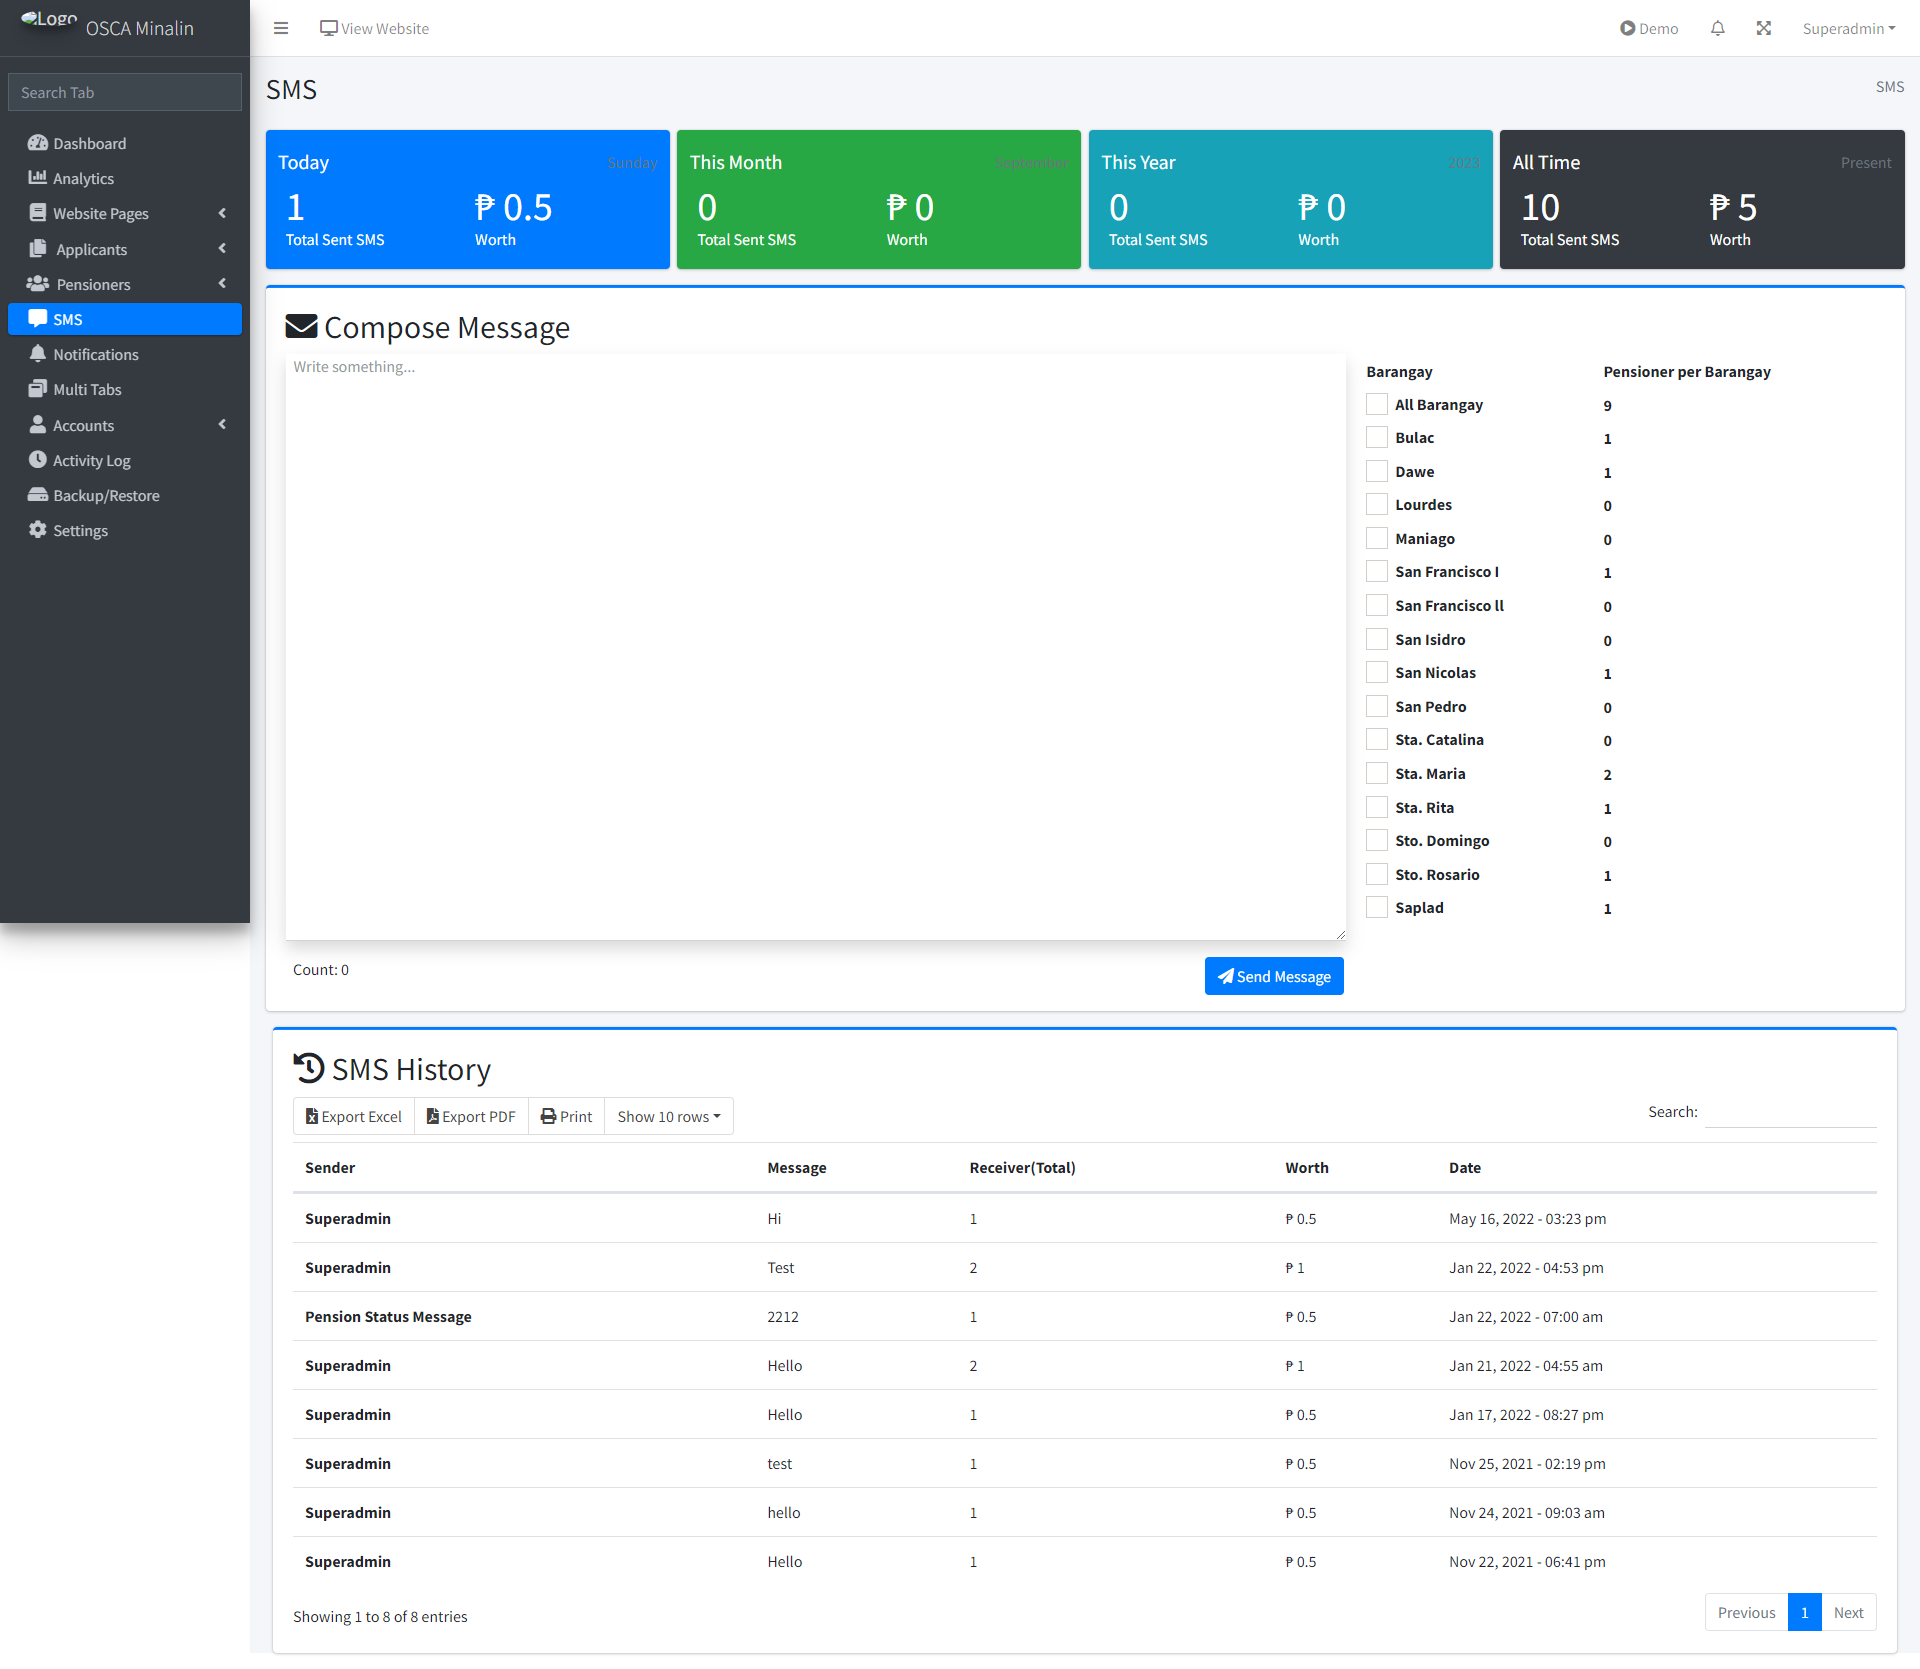 Logo
OSCA Minalin
View Website
Demo
Superadmin
Search Tab
Dashboard
Analytics
Website Pages
Applicants
Pensioners
SMS
Notifications
Multi Tabs
Accounts
Activity Log
Backup/Restore
Settings
SMS
SMS
Today Sunday
1 ₱ 0.5
Total Sent SMS Worth
This Month September
0 ₱ 0
Total Sent SMS Worth
This Year 2023
0 ₱ 0
Total Sent SMS Worth
All Time Present
10 ₱ 5
Total Sent SMS Worth
Compose Message
Write something...
Count: 0
Send Message
Barangay Pensioner per Barangay
All Barangay 9
Bulac 1
Dawe 1
Lourdes 0
Maniago 0
San Francisco I 1
San Francisco ll 0
San Isidro 0
San Nicolas 1
San Pedro 0
Sta. Catalina 0
Sta. Maria 2
Sta. Rita 1
Sto. Domingo 0
Sto. Rosario 1
Saplad 1
SMS History
Export Excel Export PDF Print Show 10 rows
Search:
Sender Message Receiver(Total) Worth Date
Superadmin Hi 1 ₱ 0.5 May 16, 2022 - 03:23 pm
Superadmin Test 2 ₱ 1 Jan 22, 2022 - 04:53 pm
Pension Status Message 2212 1 ₱ 0.5 Jan 22, 2022 - 07:00 am
Superadmin Hello 2 ₱ 1 Jan 21, 2022 - 04:55 am
Superadmin Hello 1 ₱ 0.5 Jan 17, 2022 - 08:27 pm
Superadmin test 1 ₱ 0.5 Nov 25, 2021 - 02:19 pm
Superadmin hello 1 ₱ 0.5 Nov 24, 2021 - 09:03 am
Superadmin Hello 1 ₱ 0.5 Nov 22, 2021 - 06:41 pm
Showing 1 to 8 of 8 entries
Previous 1 Next